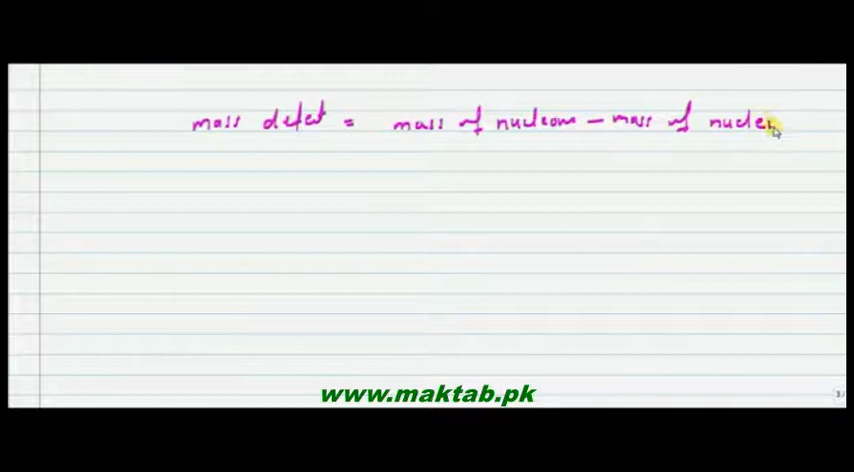 mass defect = mass of nucleons - mass of nucle
www.maktab.pk